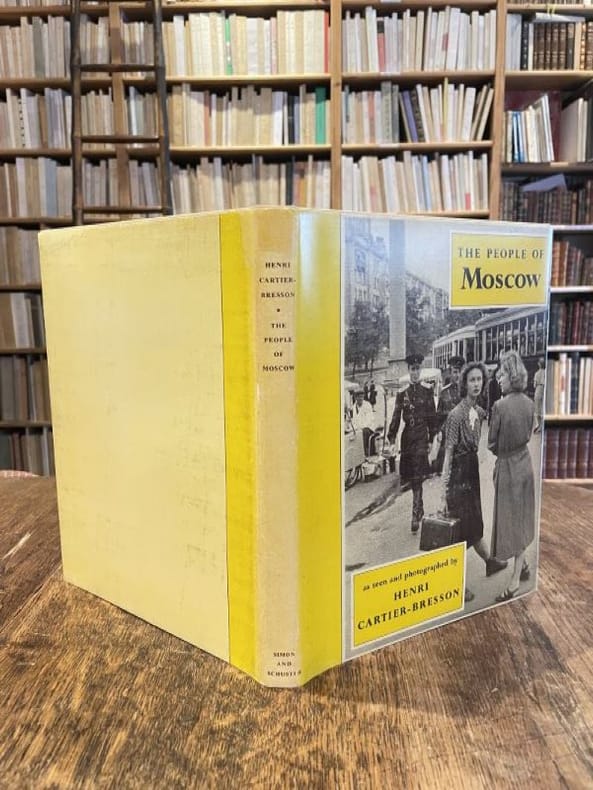 HENRI
CARTIER-
BRESSON
•
THE
PEOPLE
OF
MOSCOW
SIMON
AND
SCHUSTER
THE PEOPLE OF
MOSCOW
as seen and photographed by
HENRI
CARTIER-BRESSON